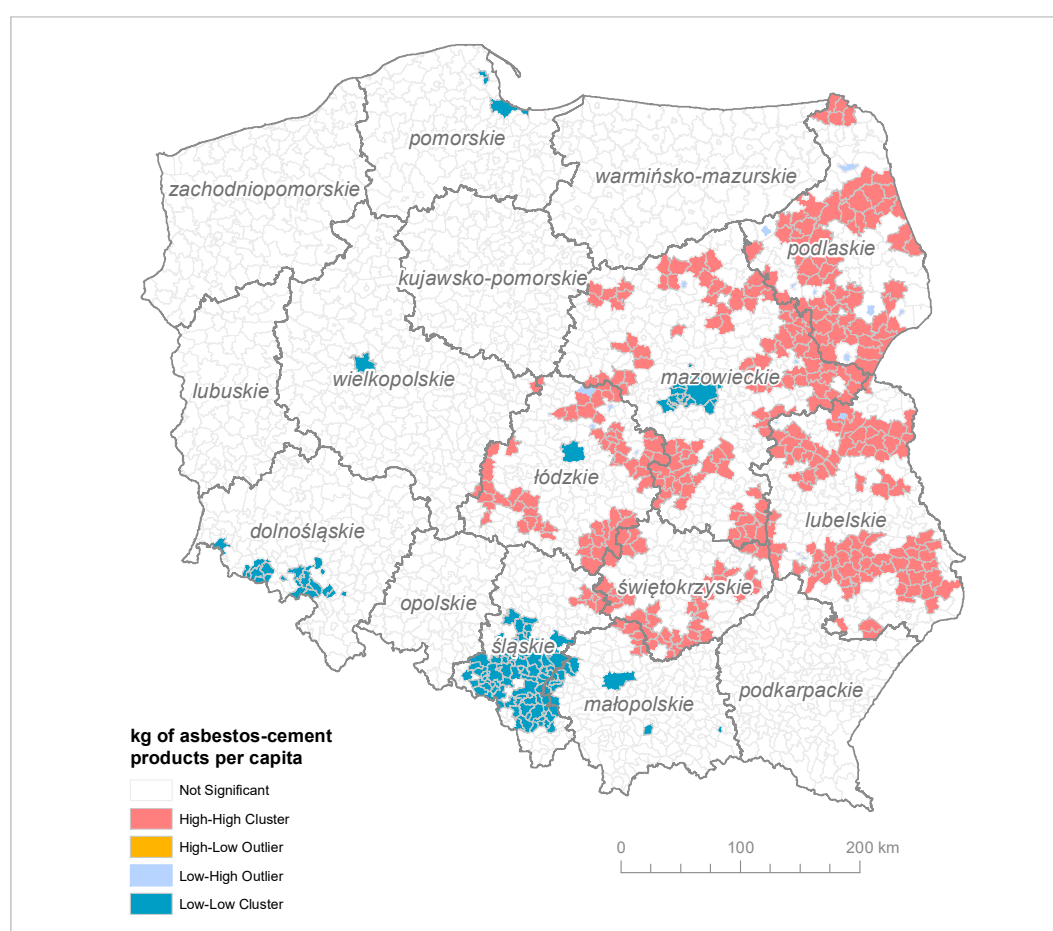 pomorskie
warmińsko-mazurskie
zachodniopomorskie
podlaskie
kujawsko-pomorskie
mazowieckie
wielkopolskie
lubuskie
łódzkie
lubelskie
dolnośląskie
świętokrzyskie
opolskie
śląskie
podkarpackie
małopolskie
kg of asbestos-cement
products per capita
Not Significant
High-High Cluster
High-Low Outlier
Low-High Outlier
Low-Low Cluster
0 100 200 km